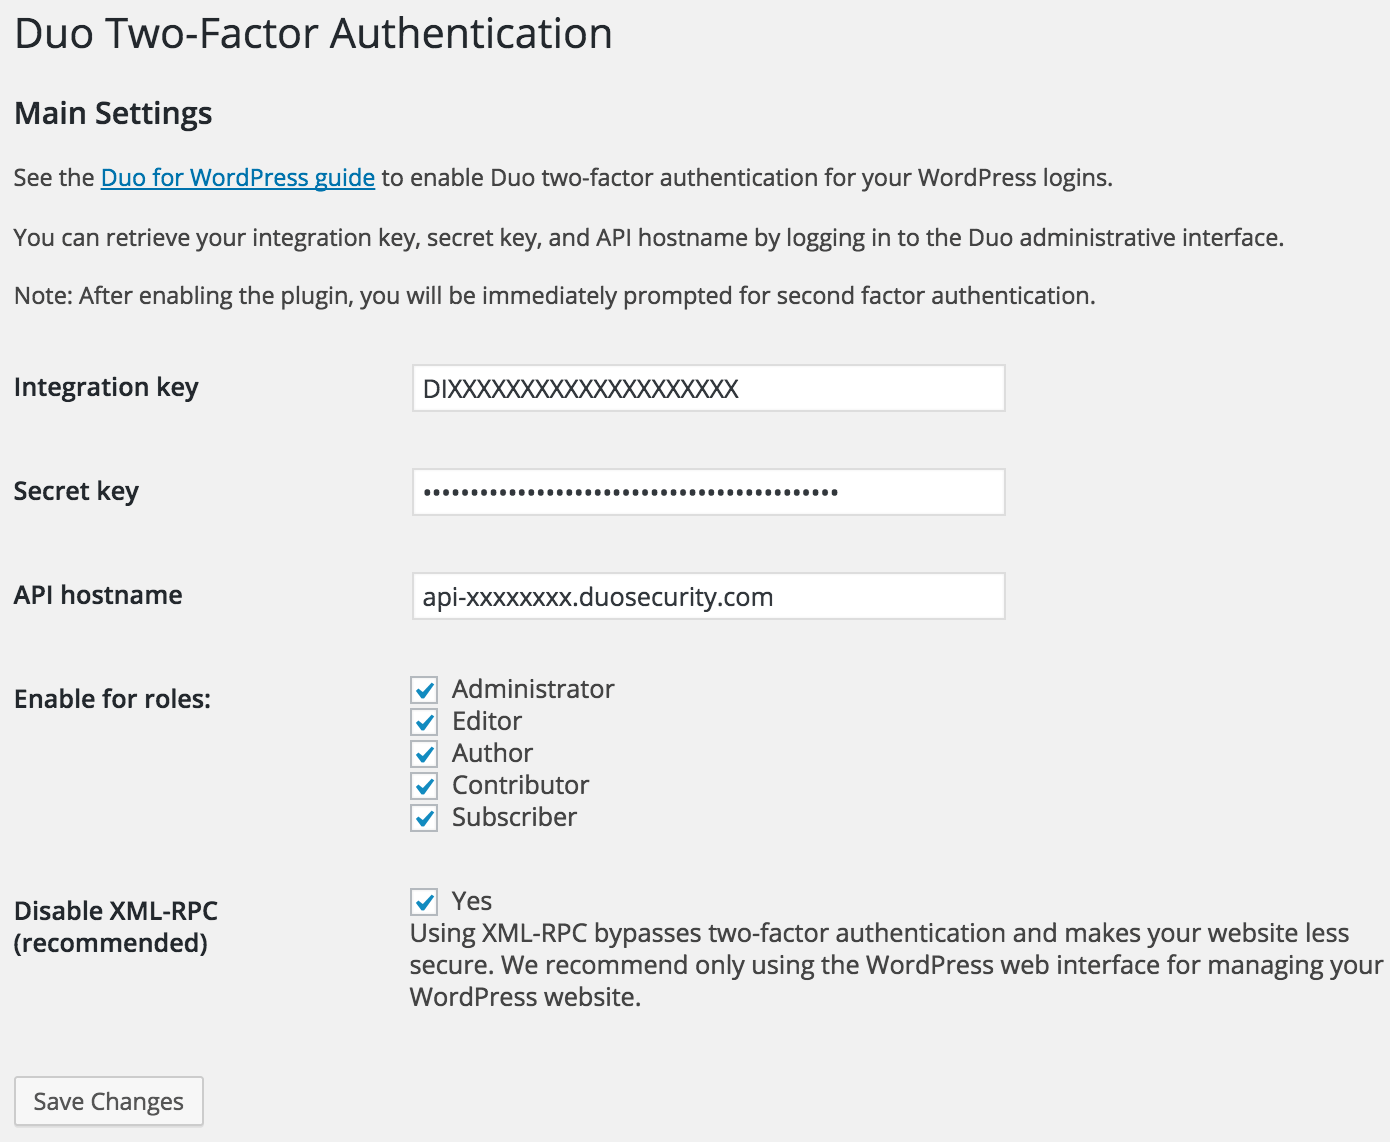 Duo Two-Factor Authentication
Main Settings
See the Duo for WordPress guide to enable Duo two-factor authentication for your WordPress logins.
You can retrieve your integration key, secret key, and API hostname by logging in to the Duo administrative interface.
Note: After enabling the plugin, you will be immediately prompted for second factor authentication.
Integration key
DIXXXXXXXXXXXXXXXXXXXX
Secret key
••••••••••••••••••••••••••••••••••••••••••••
API hostname
api-xxxxxxxx.duosecurity.com
Enable for roles:
Administrator
Editor
Author
Contributor
Subscriber
Disable XML-RPC
(recommended)
Yes
Using XML-RPC bypasses two-factor authentication and makes your website less
secure. We recommend only using the WordPress web interface for managing your
WordPress website.
Save Changes